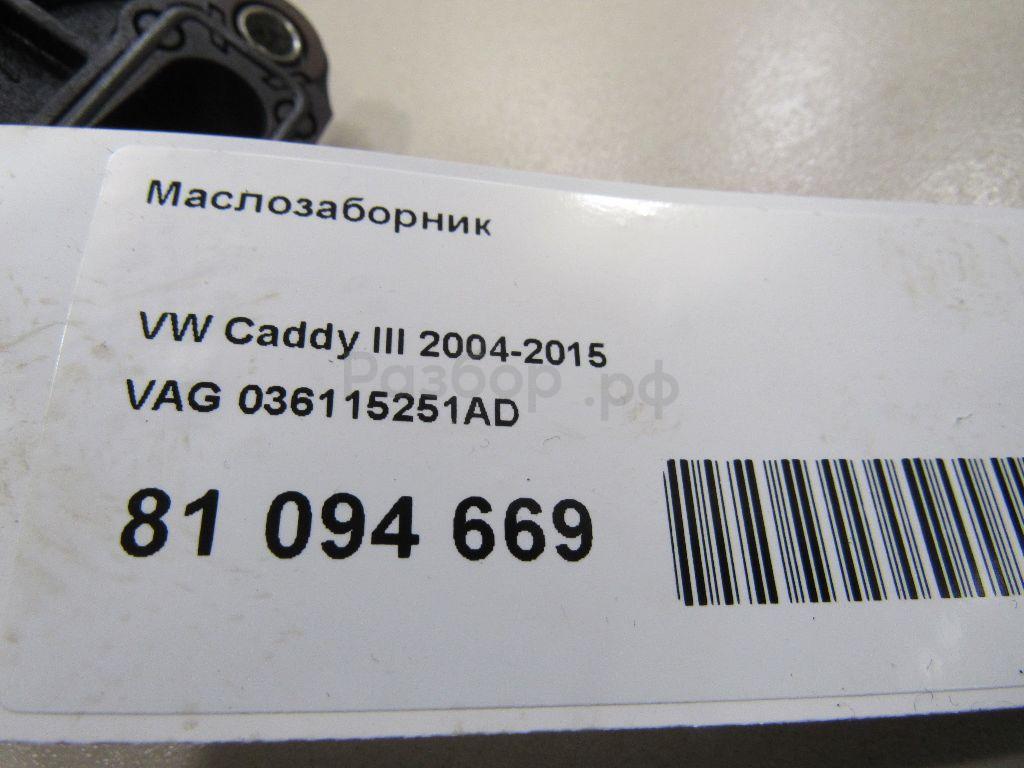 Маслозаборник
VW Caddy III 2004-2015
Разбор.рф
VAG 036115251AD
81 094 669